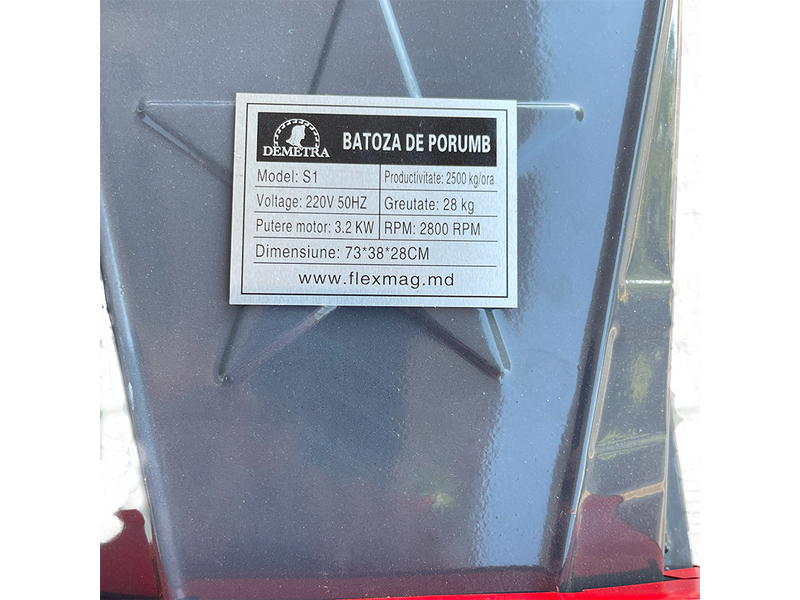 DEMETRA
BATOZA DE PORUMB
Model: S1
Productivitate: 2500 kg/ora
Voltage: 220V 50HZ
Greutate: 28 kg
Putere motor: 3.2 KW
RPM: 2800 RPM
Dimensiune: 73*38*28CM
www.flexmag.md